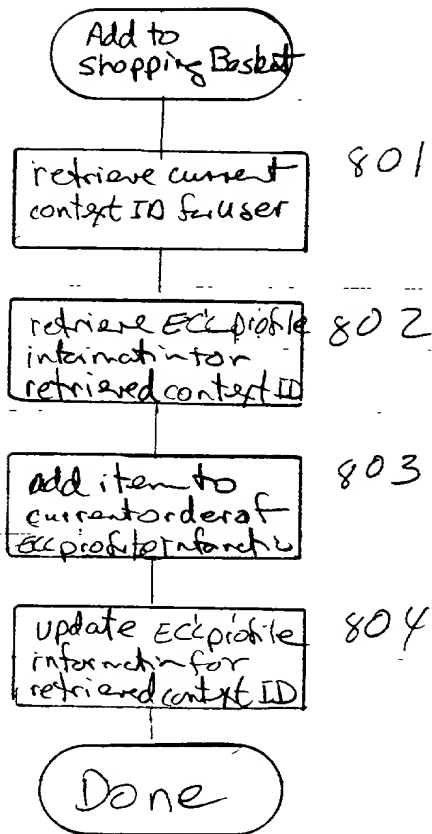 Add to
shopping Basket
retrieve current
context ID for user
801
retrieve ECC profile
information for
retrieved context ID
802
add item to
current order of
ECC profile information
803
update ECC profile
information for
retrieved context ID
804
Done